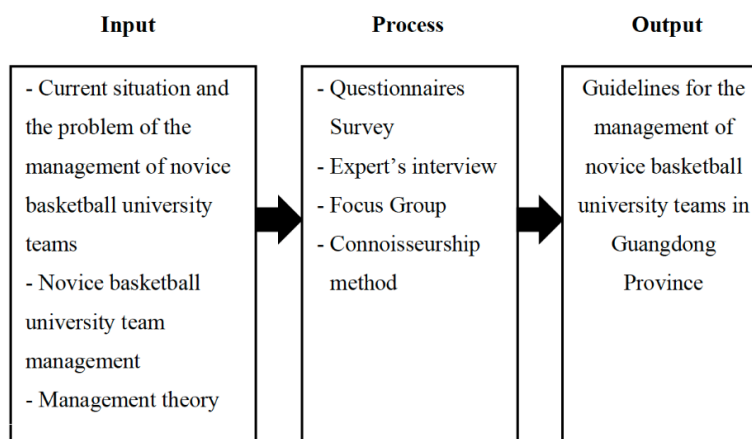 Input
- Current situation and
the problem of the
management of novice
basketball university
teams
- Novice basketball
university team
management
- Management theory
Process
- Questionnaires
Survey
- Expert's interview
- Focus Group
- Connoisseurship
method
Output
Guidelines for the
management of
novice basketball
university teams in
Guangdong
Province